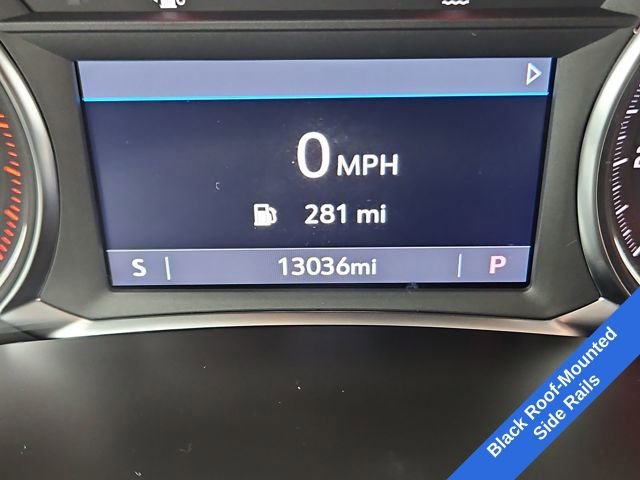 0 MPH
281 mi
S 13036mi P
Black Roof-Mounted
Side Rails